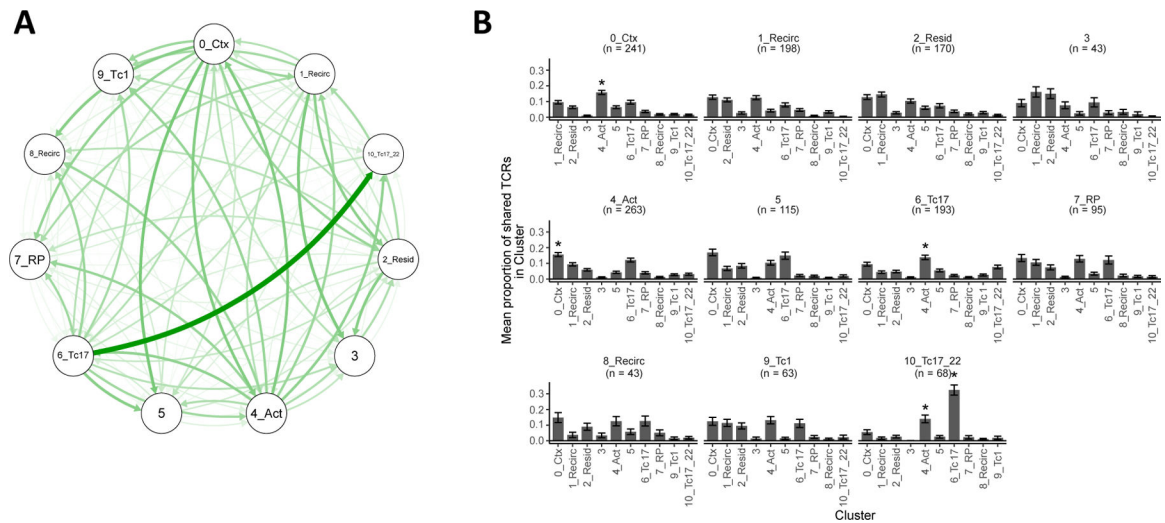 A
0_Ctx
9_Tc1
1_Recirc
8_Recirc
10_Tc17_22
7_RP
2_Resid
6_Tc17
3
5
4_Act
B
Mean proportion of shared TCRs
in Cluster
0_Ctx
(n = 241)
1_Recirc
(n = 198)
2_Resid
(n = 170)
3
(n = 43)
0.3
0.2
0.1
0.0
*
1_Recirc
2_Resid
3
4_Act
5
6_Tc17
7_RP
8_Recirc
9_Tc1
10_Tc17_22
0_Ctx
2_Resid
3
4_Act
5
6_Tc17
7_RP
8_Recirc
9_Tc1
10_Tc17_22
0_Ctx
1_Recirc
3
4_Act
5
6_Tc17
7_RP
8_Recirc
9_Tc1
10_Tc17_22
0_Ctx
1_Recirc
2_Resid
4_Act
5
6_Tc17
7_RP
8_Recirc
9_Tc1
10_Tc17_22
4_Act
(n = 263)
5
(n = 115)
6_Tc17
(n = 193)
7_RP
(n = 95)
0.3
0.2
0.1
0.0
*
*
0_Ctx
1_Recirc
2_Resid
3
5
6_Tc17
7_RP
8_Recirc
9_Tc1
10_Tc17_22
0_Ctx
1_Recirc
2_Resid
3
4_Act
6_Tc17
7_RP
8_Recirc
9_Tc1
10_Tc17_22
0_Ctx
1_Recirc
2_Resid
3
4_Act
5
7_RP
8_Recirc
9_Tc1
10_Tc17_22
0_Ctx
1_Recirc
2_Resid
3
4_Act
5
6_Tc17
8_Recirc
9_Tc1
10_Tc17_22
8_Recirc
(n = 43)
9_Tc1
(n = 63)
10_Tc17_22
(n = 68)
0.3
0.2
0.1
0.0
*
*
0_Ctx
1_Recirc
2_Resid
3
4_Act
5
6_Tc17
7_RP
9_Tc1
10_Tc17_22
0_Ctx
1_Recirc
2_Resid
3
4_Act
5
6_Tc17
7_RP
8_Recirc
10_Tc17_22
0_Ctx
1_Recirc
2_Resid
3
4_Act
5
6_Tc17
7_RP
8_Recirc
9_Tc1
Cluster